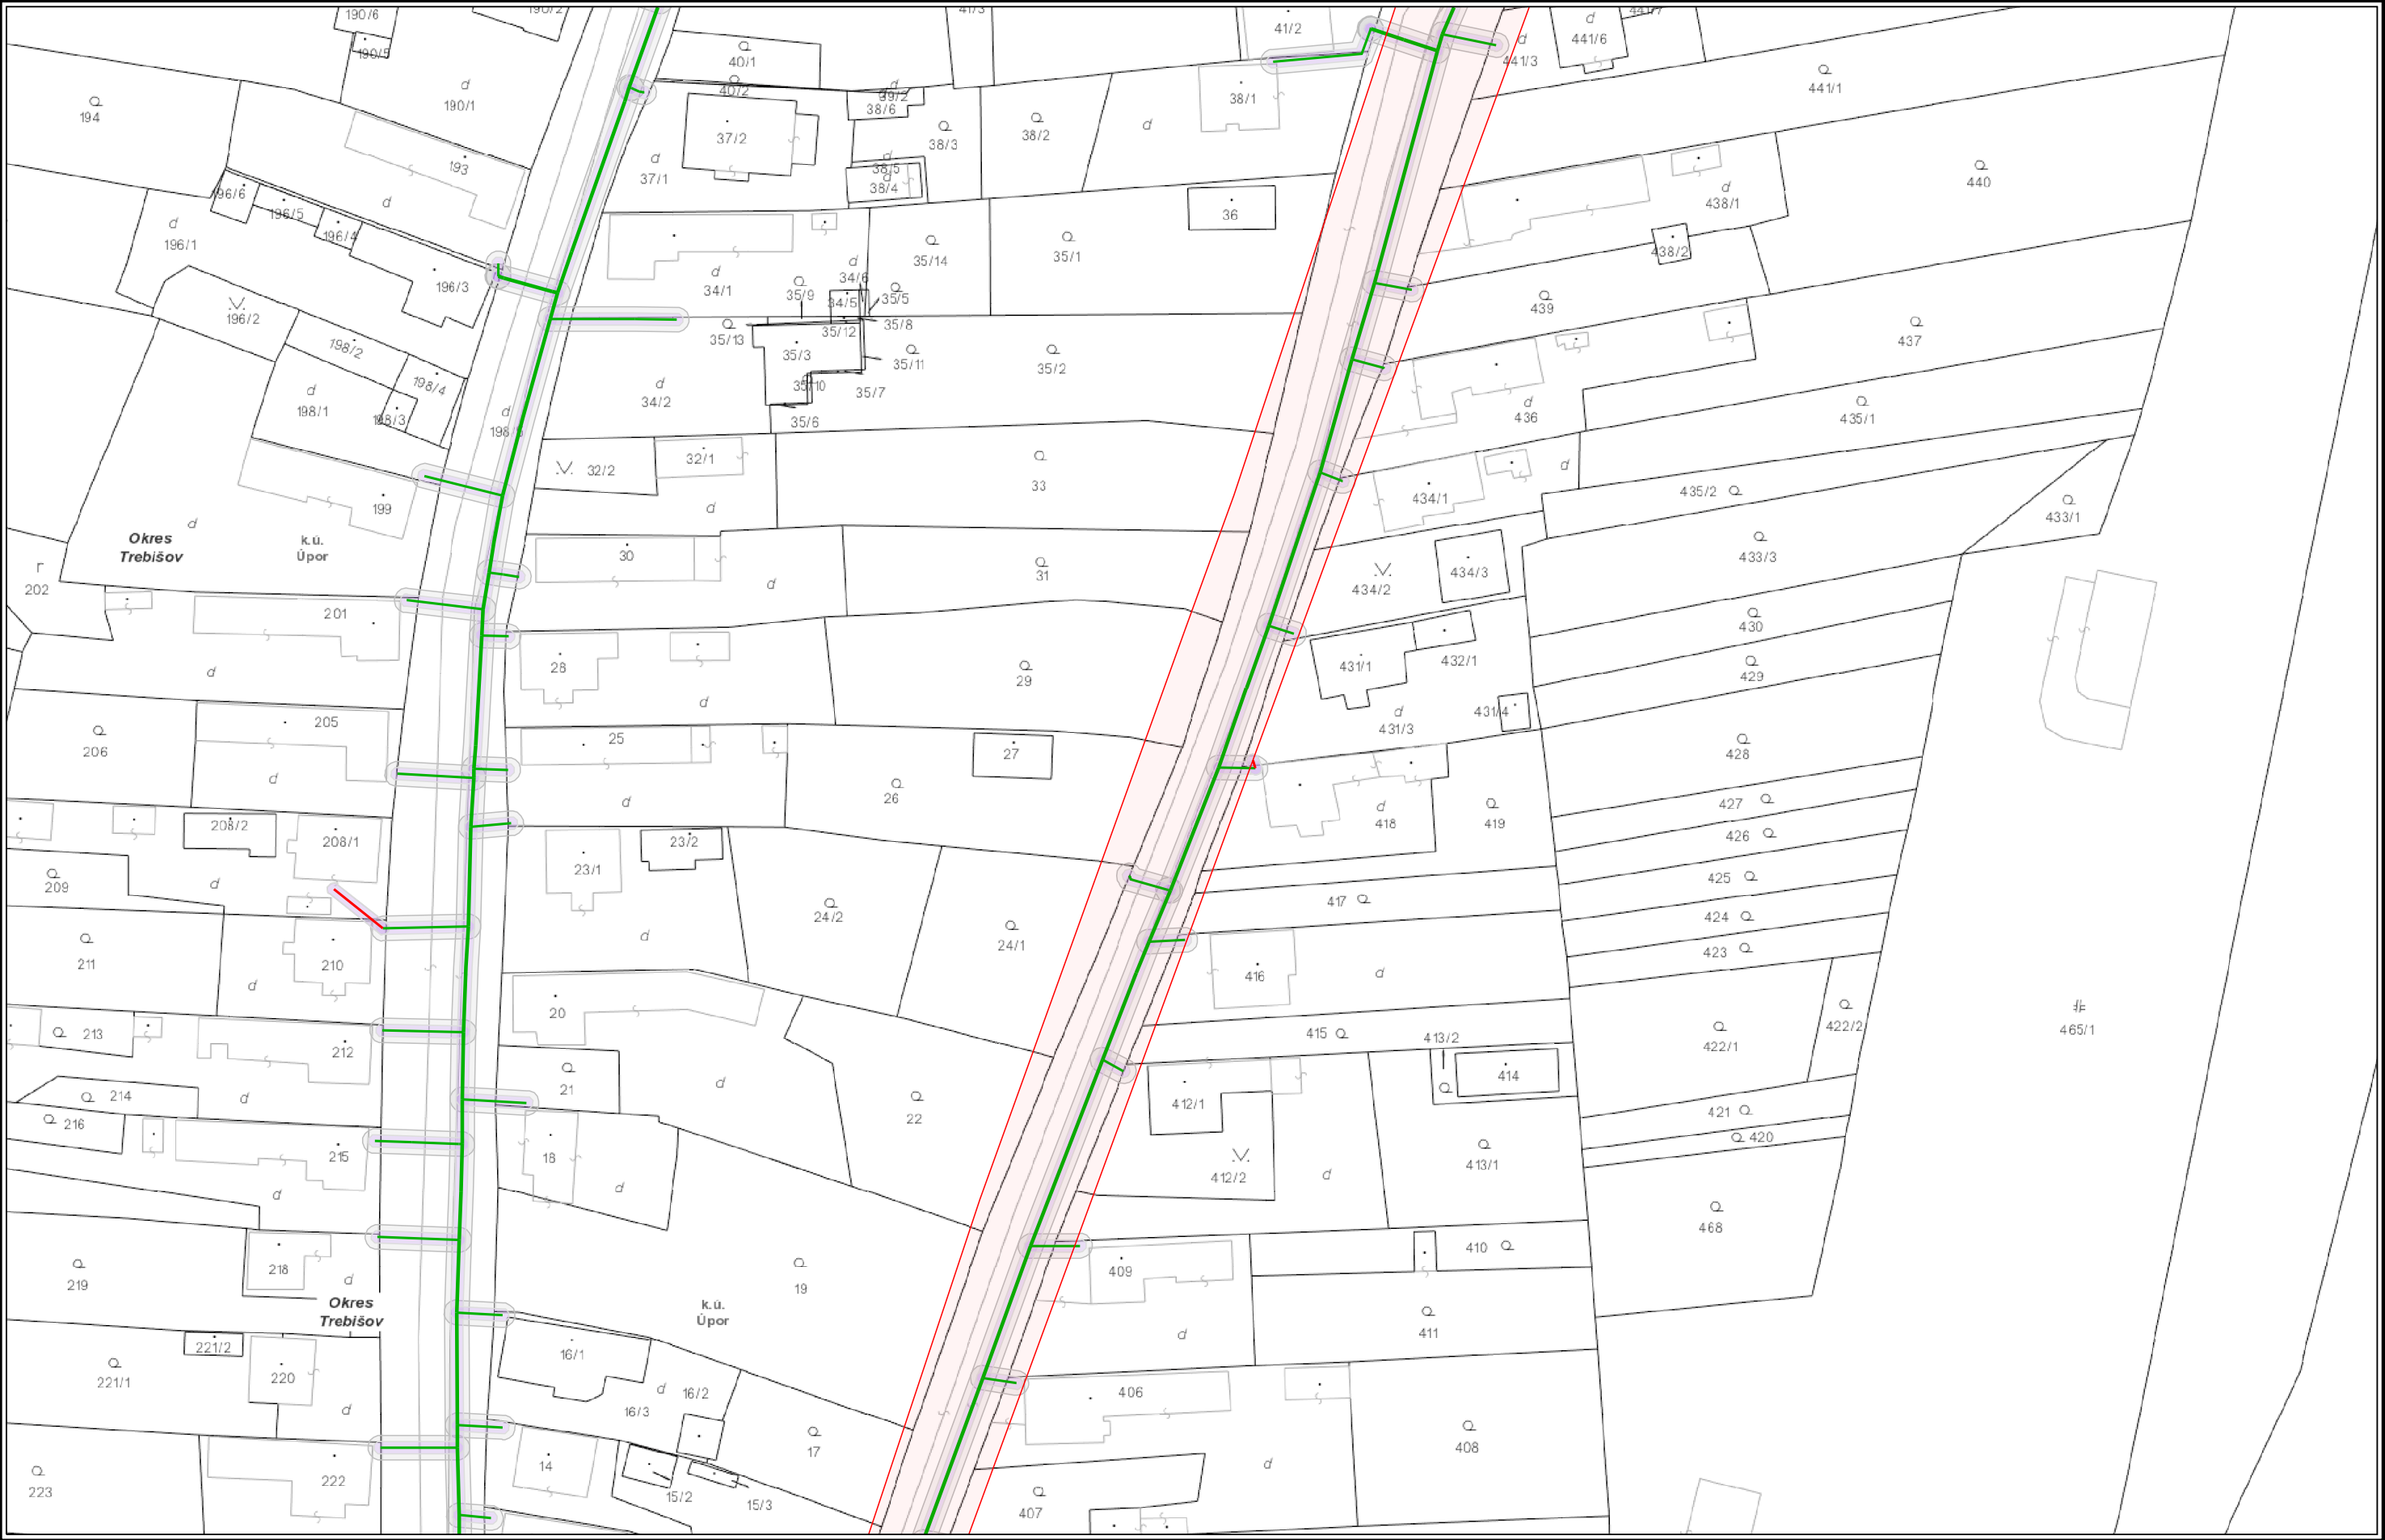 190/6
190/2
41/3
41/2
441/7
d
441/6
190/5
Q
40/1
d
441/3
Q
441/1
d
190/1
Q
40/2
d
39/2
38/6
38/1
Q
194
37/2
Q
38/3
Q
38/2
d
193
d
37/1
d
38/5
d
38/4
Q
440
196/6
196/5
d
d
438/1
36
d
196/1
196/4
Q
35/14
Q
35/1
438/2
196/3
d
34/1
d
34/6
Q
35/9
34/5
Q
35/5
Q
439
196/2
Q
35/13
35/12
35/8
Q
437
198/2
35/3
Q
35/11
Q
35/2
198/4
d
198/1
35/10
35/7
d
34/2
d
436
Q
435/1
198/3
d
198/5
35/6
32/2
32/1
Q
33
d
434/1
435/2 Q
199
d
d
Q
433/1
Okres
Trebišov
k.ú.
Úpor
30
d
Q
31
434/2
434/3
Q
433/3
r
202
201
Q
430
d
28
d
Q
29
431/1
432/1
Q
429
205
Q
206
d
25
d
27
Q
26
d
431/3
431/4
Q
428
208/2
208/1
d
418
Q
419
427 Q
426 Q
Q
209
d
23/1
23/2
425 Q
Q
211
210
d
d
Q
24/2
Q
24/1
417 Q
424 Q
423 Q
416
d
Q 213
212
20
415 Q
413/2
Q
422/1
Q
422/2
465/1
Q 214
d
Q
21
d
Q
22
412/1
Q
414
421 Q
Q 216
215
18
Q 420
d
d
412/2
d
Q
413/1
Q
468
Q
219
218
d
Q
19
409
410 Q
Okres
Trebišov
k.ú.
Úpor
Q
411
d
221/2
Q
221/1
220
d
16/1
d
16/2
16/3
406
Q
17
Q
408
Q
223
222
14
15/2
15/3
d
Q
407